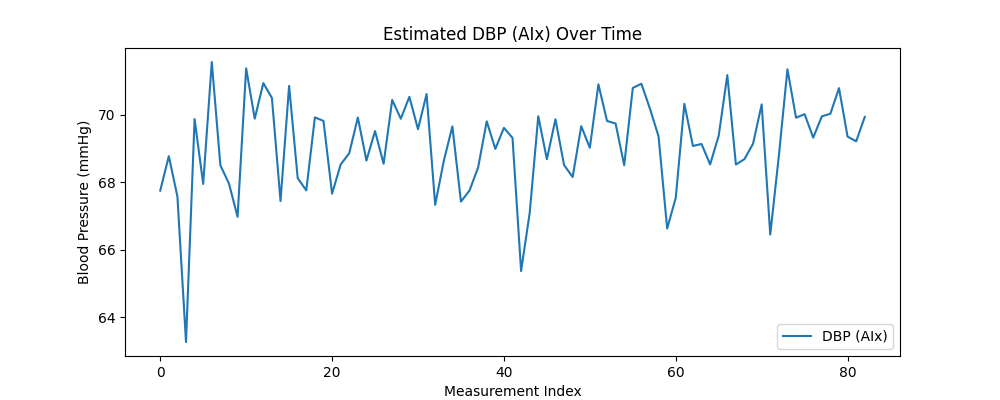 Estimated DBP (AIx) Over Time
Blood Pressure (mmHg)
70
68
66
64
0
20
40
60
80
Measurement Index
DBP (AIx)